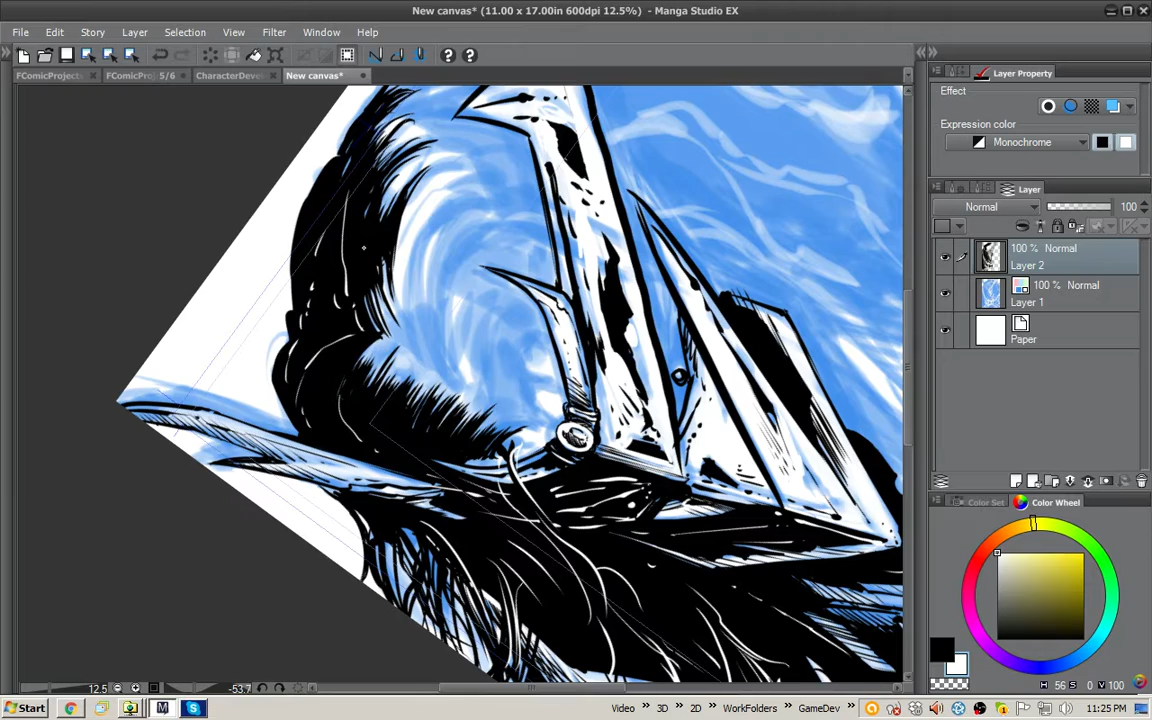 New canvas* (11.00 x 17.00in 600dpi 12.5%) - Manga Studio EX
File Edit Story Layer Selection View Filter Window Help
FComicProject FComicProj 5/6 CharacterDevel New canvas*
Layer Property
Effect
Expression color
Monochrome
Layer
Normal 100
100 % Normal
Layer 2
100 % Normal
Layer 1
Paper
Color Set Color Wheel
H 56 S 0 V 100
12.5 -53.7
Start Video » 3D » 2D » WorkFolders » GameDev » 11:25 PM